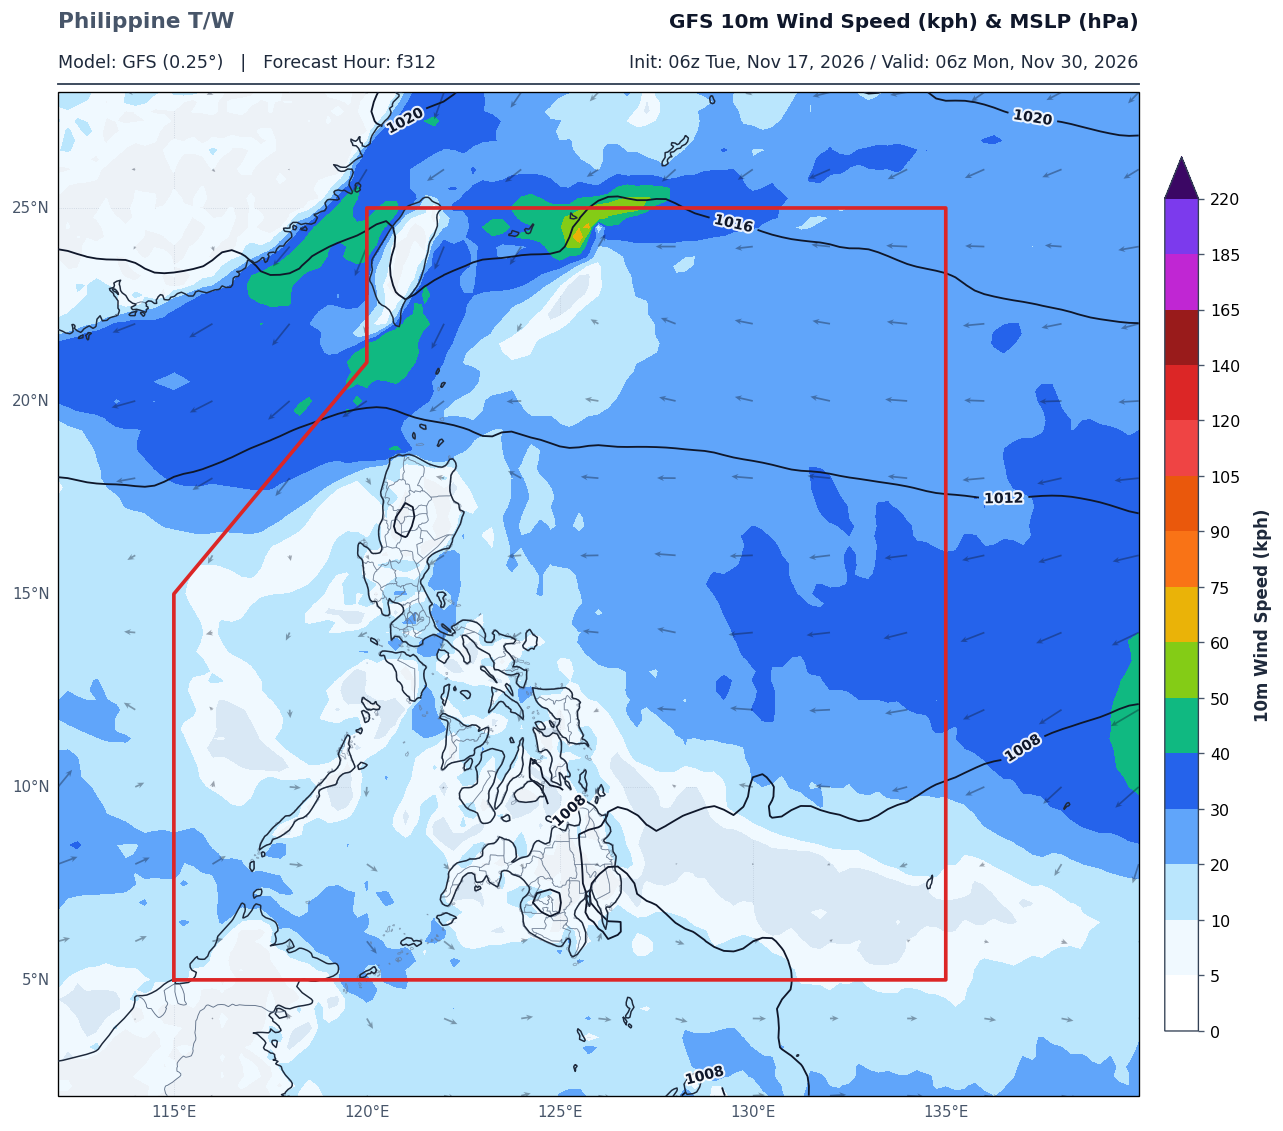 Philippine T/W
GFS 10m Wind Speed (kph) & MSLP (hPa)
Model: GFS (0.25°) | Forecast Hour: f312
Init: 06z Tue, Nov 17, 2026 / Valid: 06z Mon, Nov 30, 2026
1020
1020
1016
1012
1008
1008
1008
25°N
20°N
15°N
10°N
5°N
115°E
120°E
125°E
130°E
135°E
220
185
165
140
120
105
90
75
60
50
40
30
20
10
5
0
10m Wind Speed (kph)